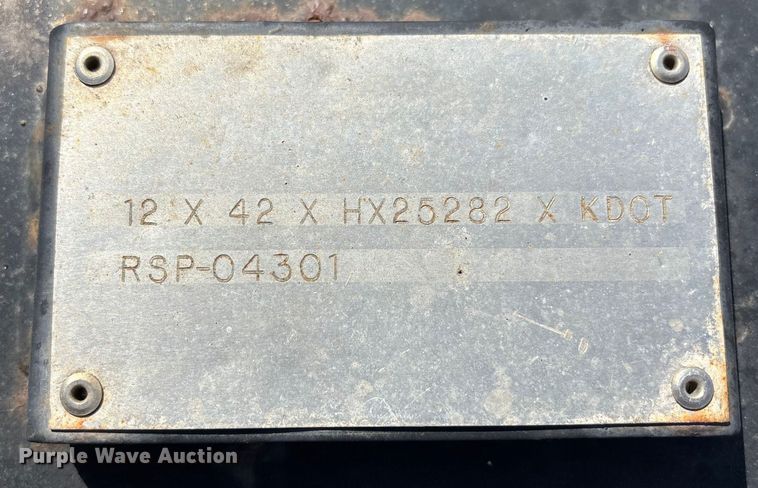 12 X 42 X HX25282 X KDOT
RSP-04301
Purple Wave Auction